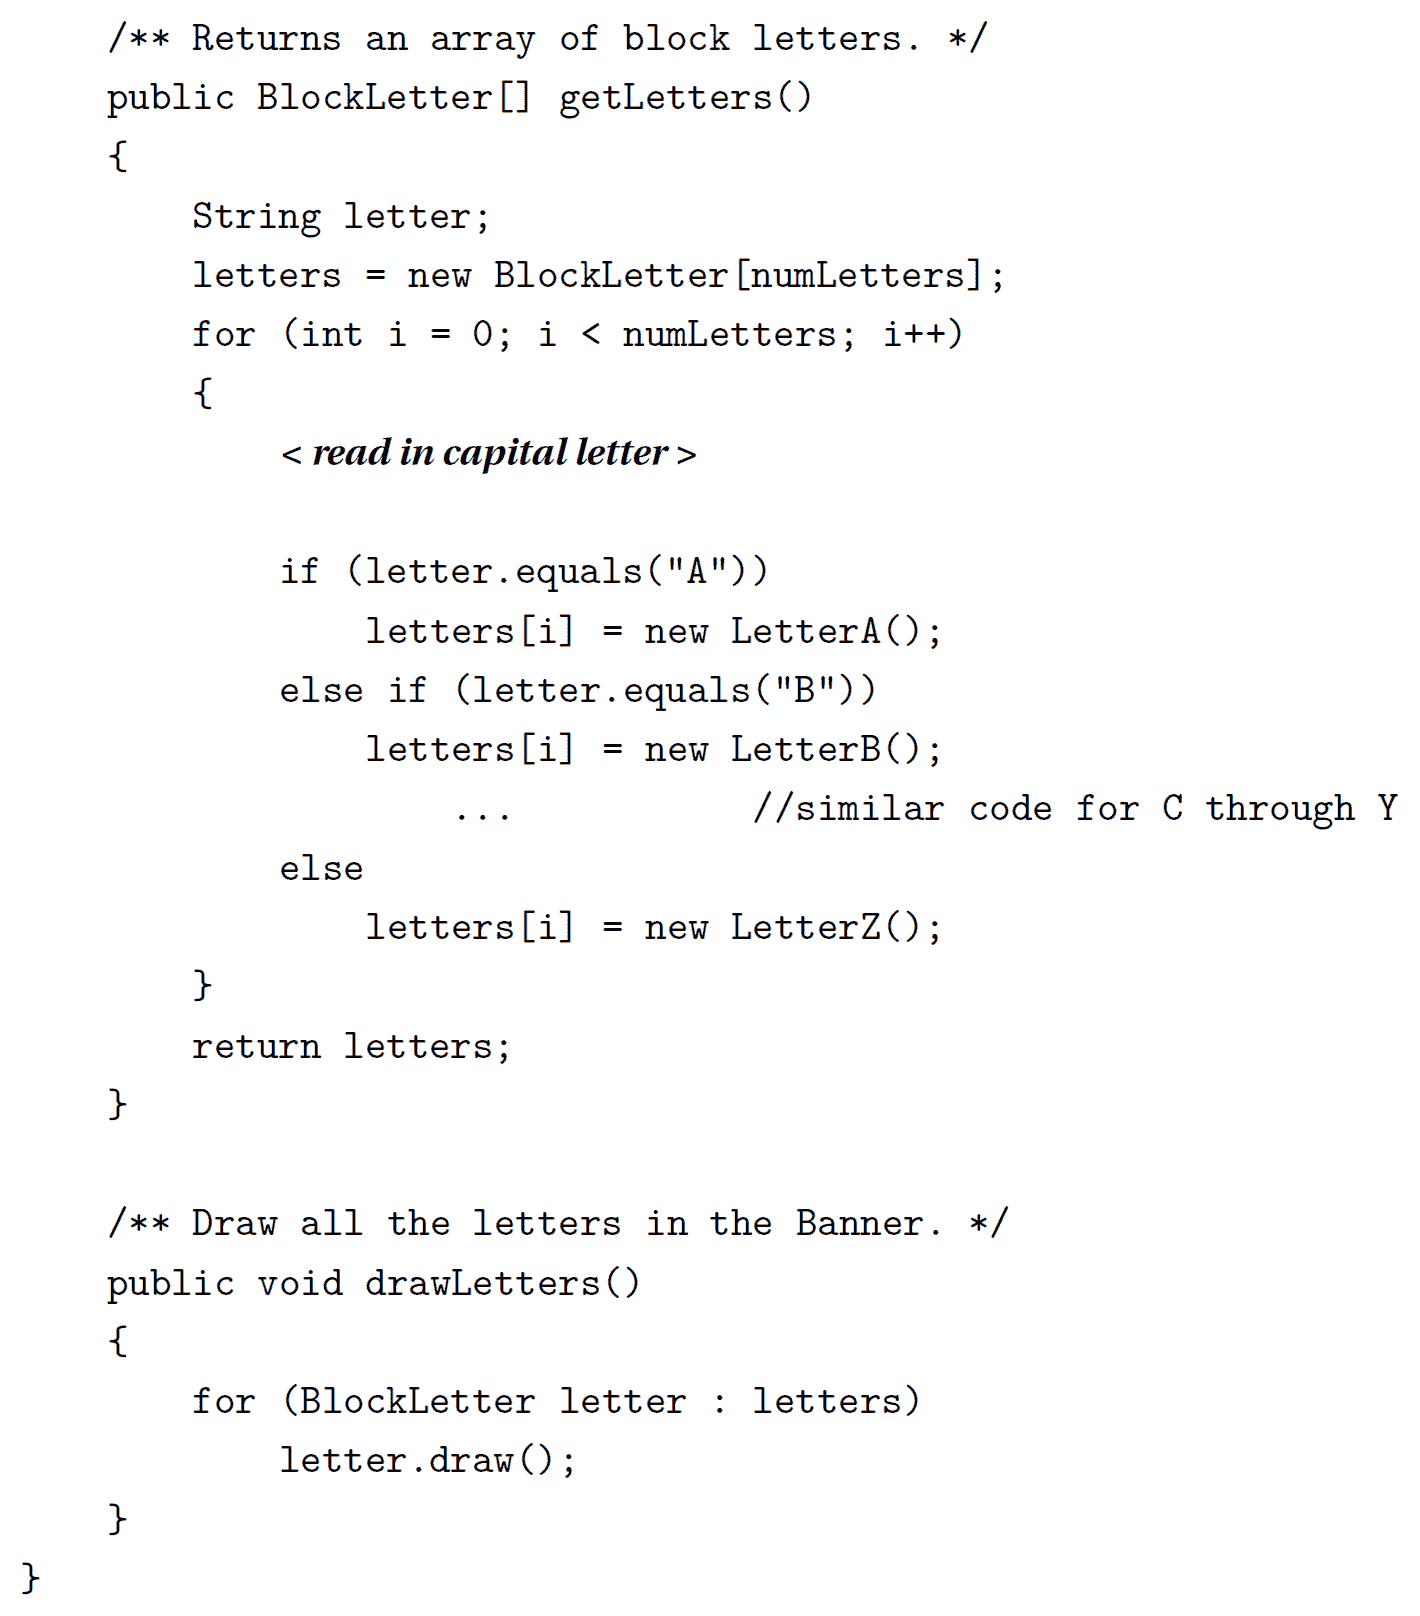 /** Returns an array of block letters. */
public BlockLetter[] getLetters()
{
String letter;
letters = new BlockLetter[numLetters];
for (int i = 0; i < numLetters; i++)
{
< read in capital letter >
if (letter.equals("A"))
letters[i] = new LetterA();
else if (letter.equals("B"))
letters[i] = new LetterB();
... //similar code for C through Y
else
letters[i] = new LetterZ();
}
return letters;
}
/** Draw all the letters in the Banner. */
public void drawLetters()
{
for (BlockLetter letter : letters)
letter.draw();
}
}